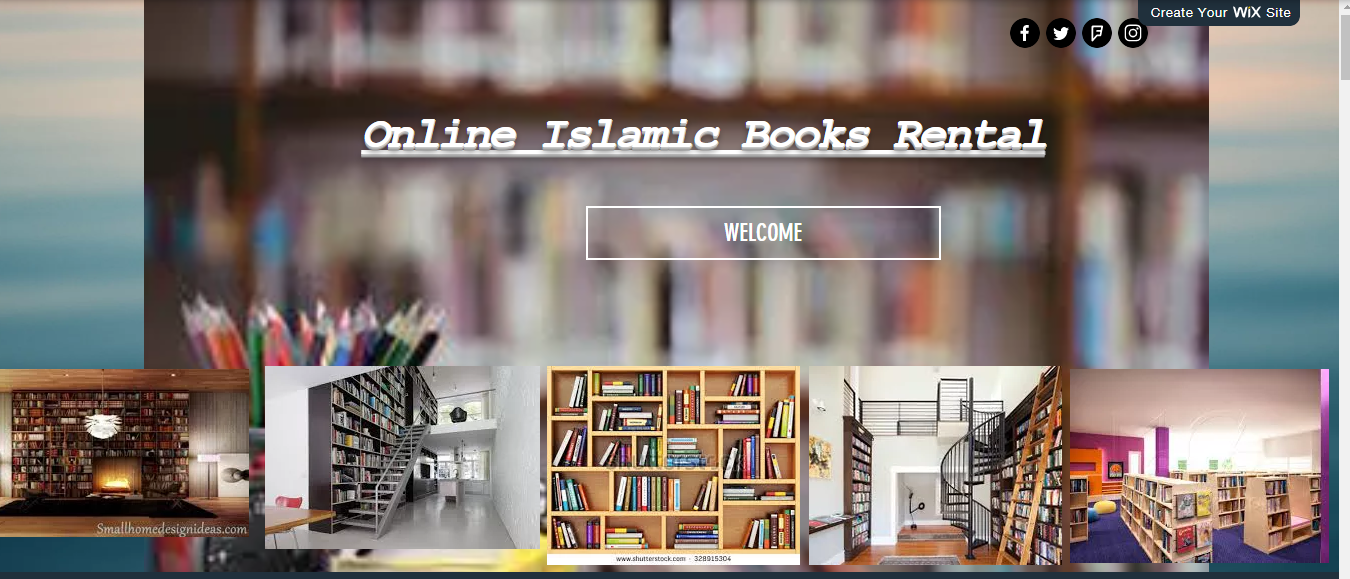 Create Your WiX Site
Online Islamic Books Rental
WELCOME
Smallhomedesignideas.com
www.shutterstock.com · 328915304